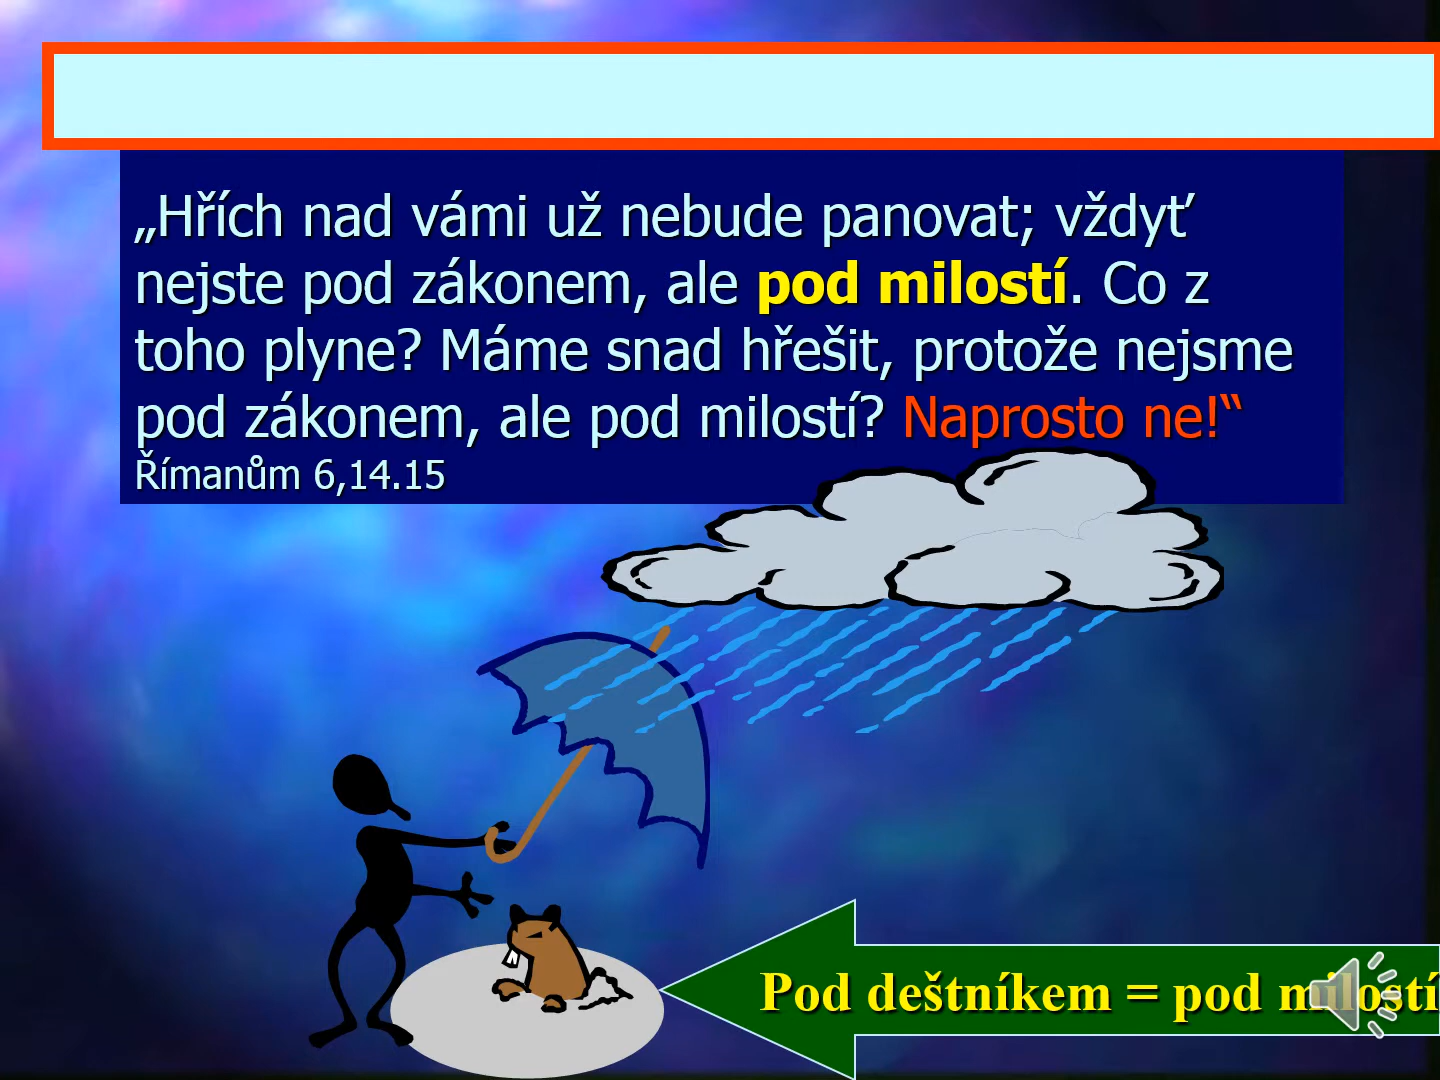 „Hřích nad vámi už nebude panovat; vždyť
nejste pod zákonem, ale pod milostí. Co z
toho plyne? Máme snad hřešit, protože nejsme
pod zákonem, ale pod milostí? Naprosto ne!“
Římanům 6,14.15
Pod deštníkem = pod milostí